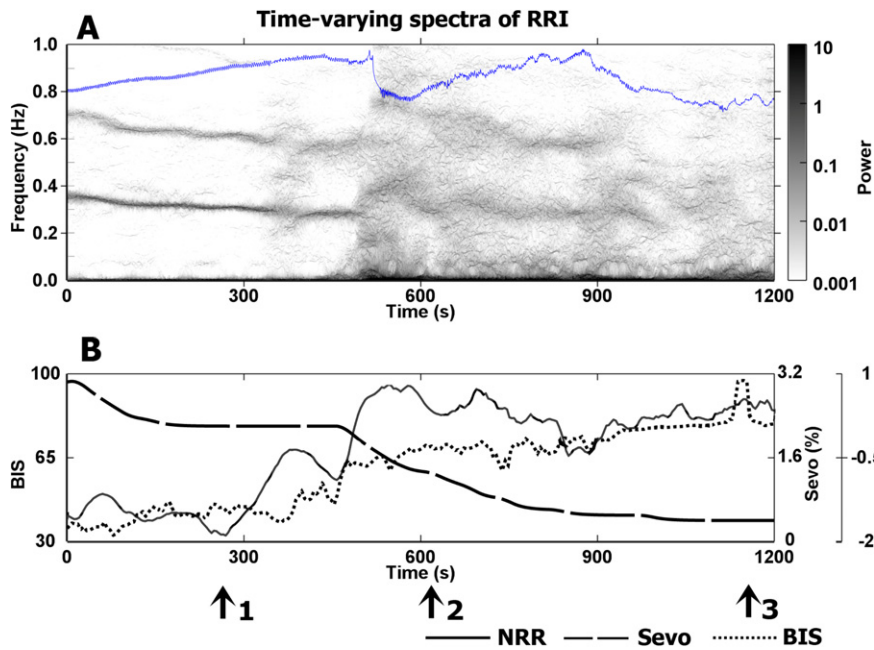 Time-varying spectra of RRI
A
1.0
0.8
0.6
0.4
0.2
0.0
Frequency (Hz)
0
300
600
900
1200
Time (s)
10
1
0.1
0.01
0.001
Power
B
100
65
30
BIS
0
300
600
900
1200
Time (s)
3.2
1.6
0
Sevo (%)
1
-0.5
-2
1
2
3
NRR
Sevo
BIS